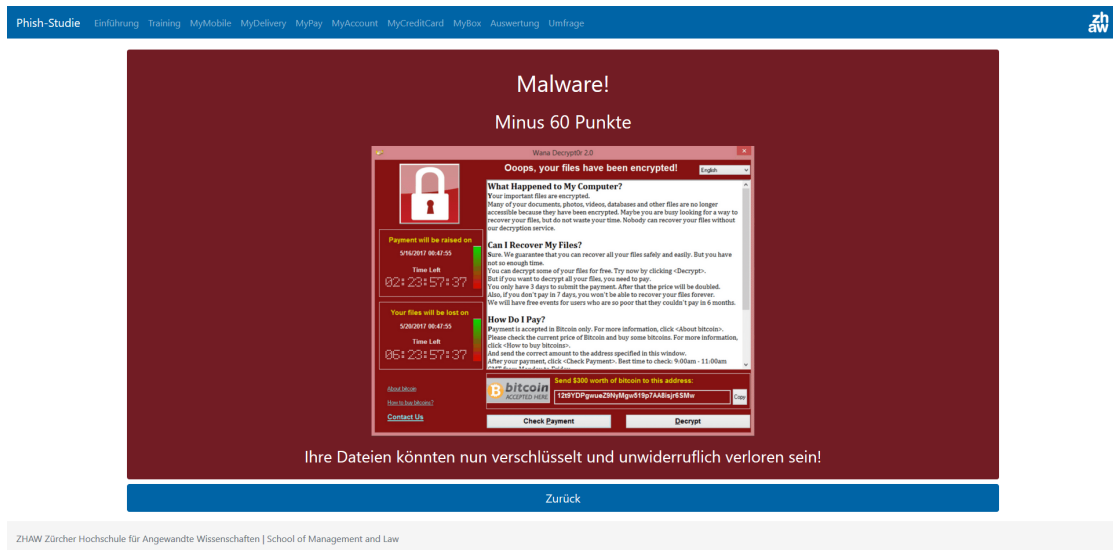 Phish-Studie Einführung Training MyMobile MyDelivery MyPay MyAccount MyCreditCard MyBox Auswertung Umfrage
zh
aw
Malware!
Minus 60 Punkte
Wana Decrypt0r 2.0
Ooops, your files have been encrypted!
English
Payment will be raised on
5/16/2017 00:47:55
Time Left
02:23:57:37
Your files will be lost on
5/20/2017 00:47:55
Time Left
06:23:57:37
About bitcoin
How to buy bitcoins?
Contact Us
What Happened to My Computer?
Your important files are encrypted.
Many of your documents, photos, videos, databases and other files are no longer
accessible because they have been encrypted. Maybe you are busy looking for a way to
recover your files, but do not waste your time. Nobody can recover your files without
our decryption service.
Can I Recover My Files?
Sure. We guarantee that you can recover all your files safely and easily. But you have
not so enough time.
You can decrypt some of your files for free. Try now by clicking <Decrypt>.
But if you want to decrypt all your files, you need to pay.
You only have 3 days to submit the payment. After that the price will be doubled.
Also, if you don't pay in 7 days, you won't be able to recover your files forever.
We will have free events for users who are so poor that they couldn't pay in 6 months.
How Do I Pay?
Payment is accepted in Bitcoin only. For more information, click <About bitcoin>.
Please check the current price of Bitcoin and buy some bitcoins. For more information,
click <How to buy bitcoins>.
And send the correct amount to the address specified in this window.
After your payment, click <Check Payment>. Best time to check: 9:00am - 11:00am
GMT from Monday to Friday.
bitcoin
ACCEPTED HERE
Send $300 worth of bitcoin to this address:
12t9YDPgwueZ9NyMgw519p7AA8isjr6SMw
Copy
Check Payment
Decrypt
Ihre Dateien könnten nun verschlüsselt und unwiderruflich verloren sein!
Zurück
ZHAW Zürcher Hochschule für Angewandte Wissenschaften | School of Management and Law